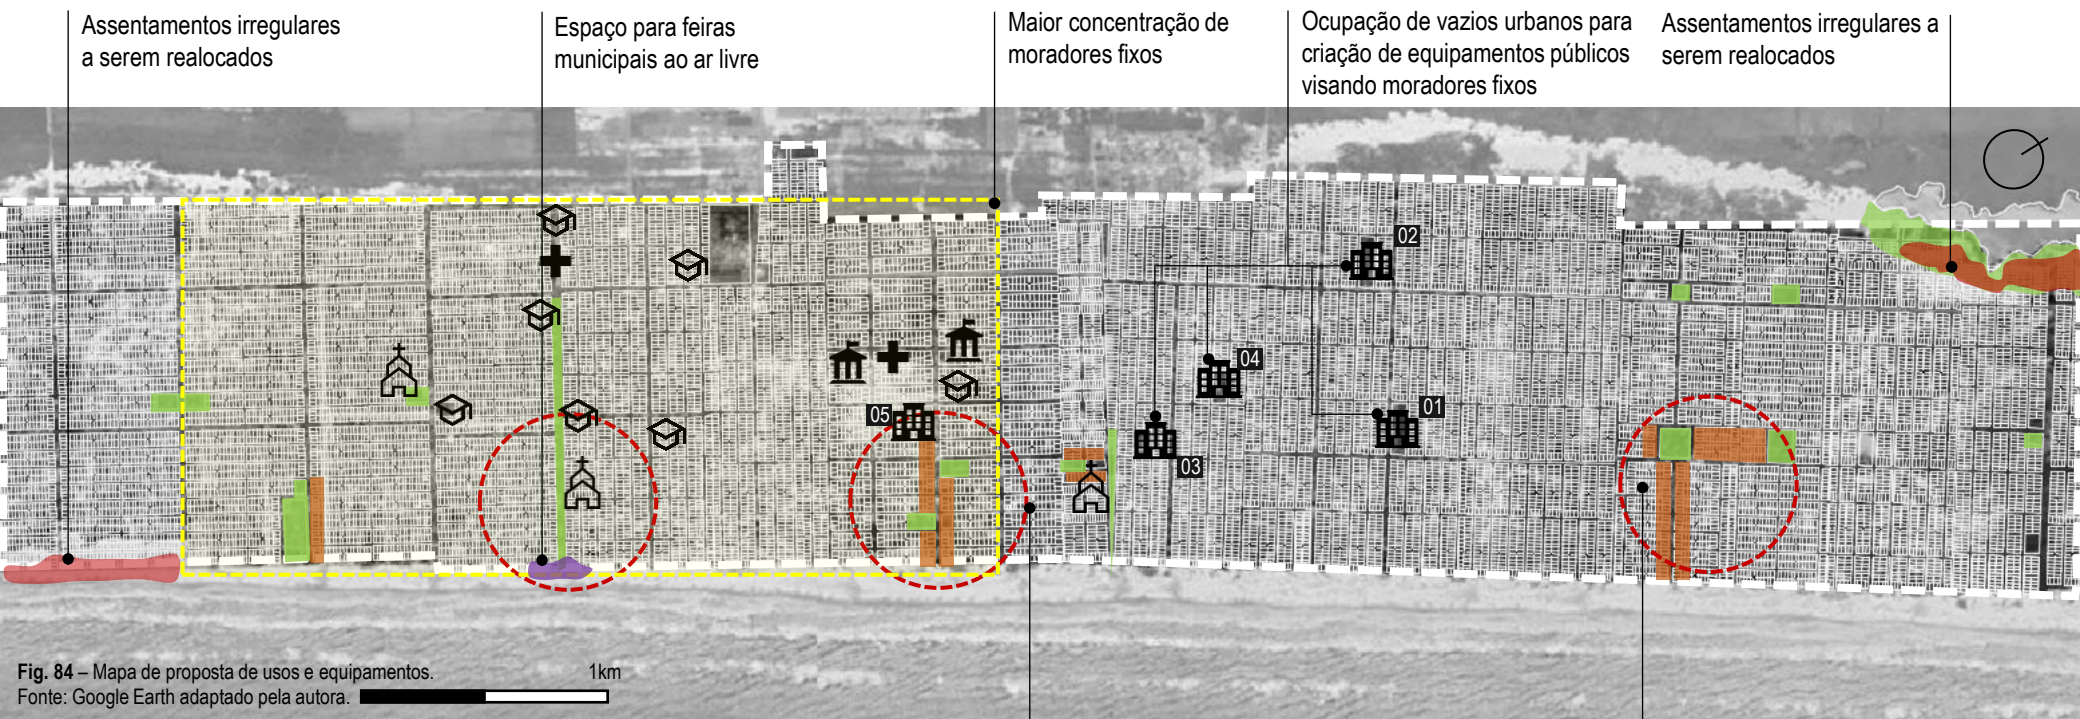 Assentamentos irregulares
a serem realocados
Espaço para feiras
municipais ao ar livre
Maior concentração de
moradores fixos
Ocupação de vazios urbanos para
criação de equipamentos públicos
visando moradores fixos
Assentamentos irregulares a
serem realocados
02
04
01
05
03
Fig. 84 – Mapa de proposta de usos e equipamentos.
1km
Fonte: Google Earth adaptado pela autora.